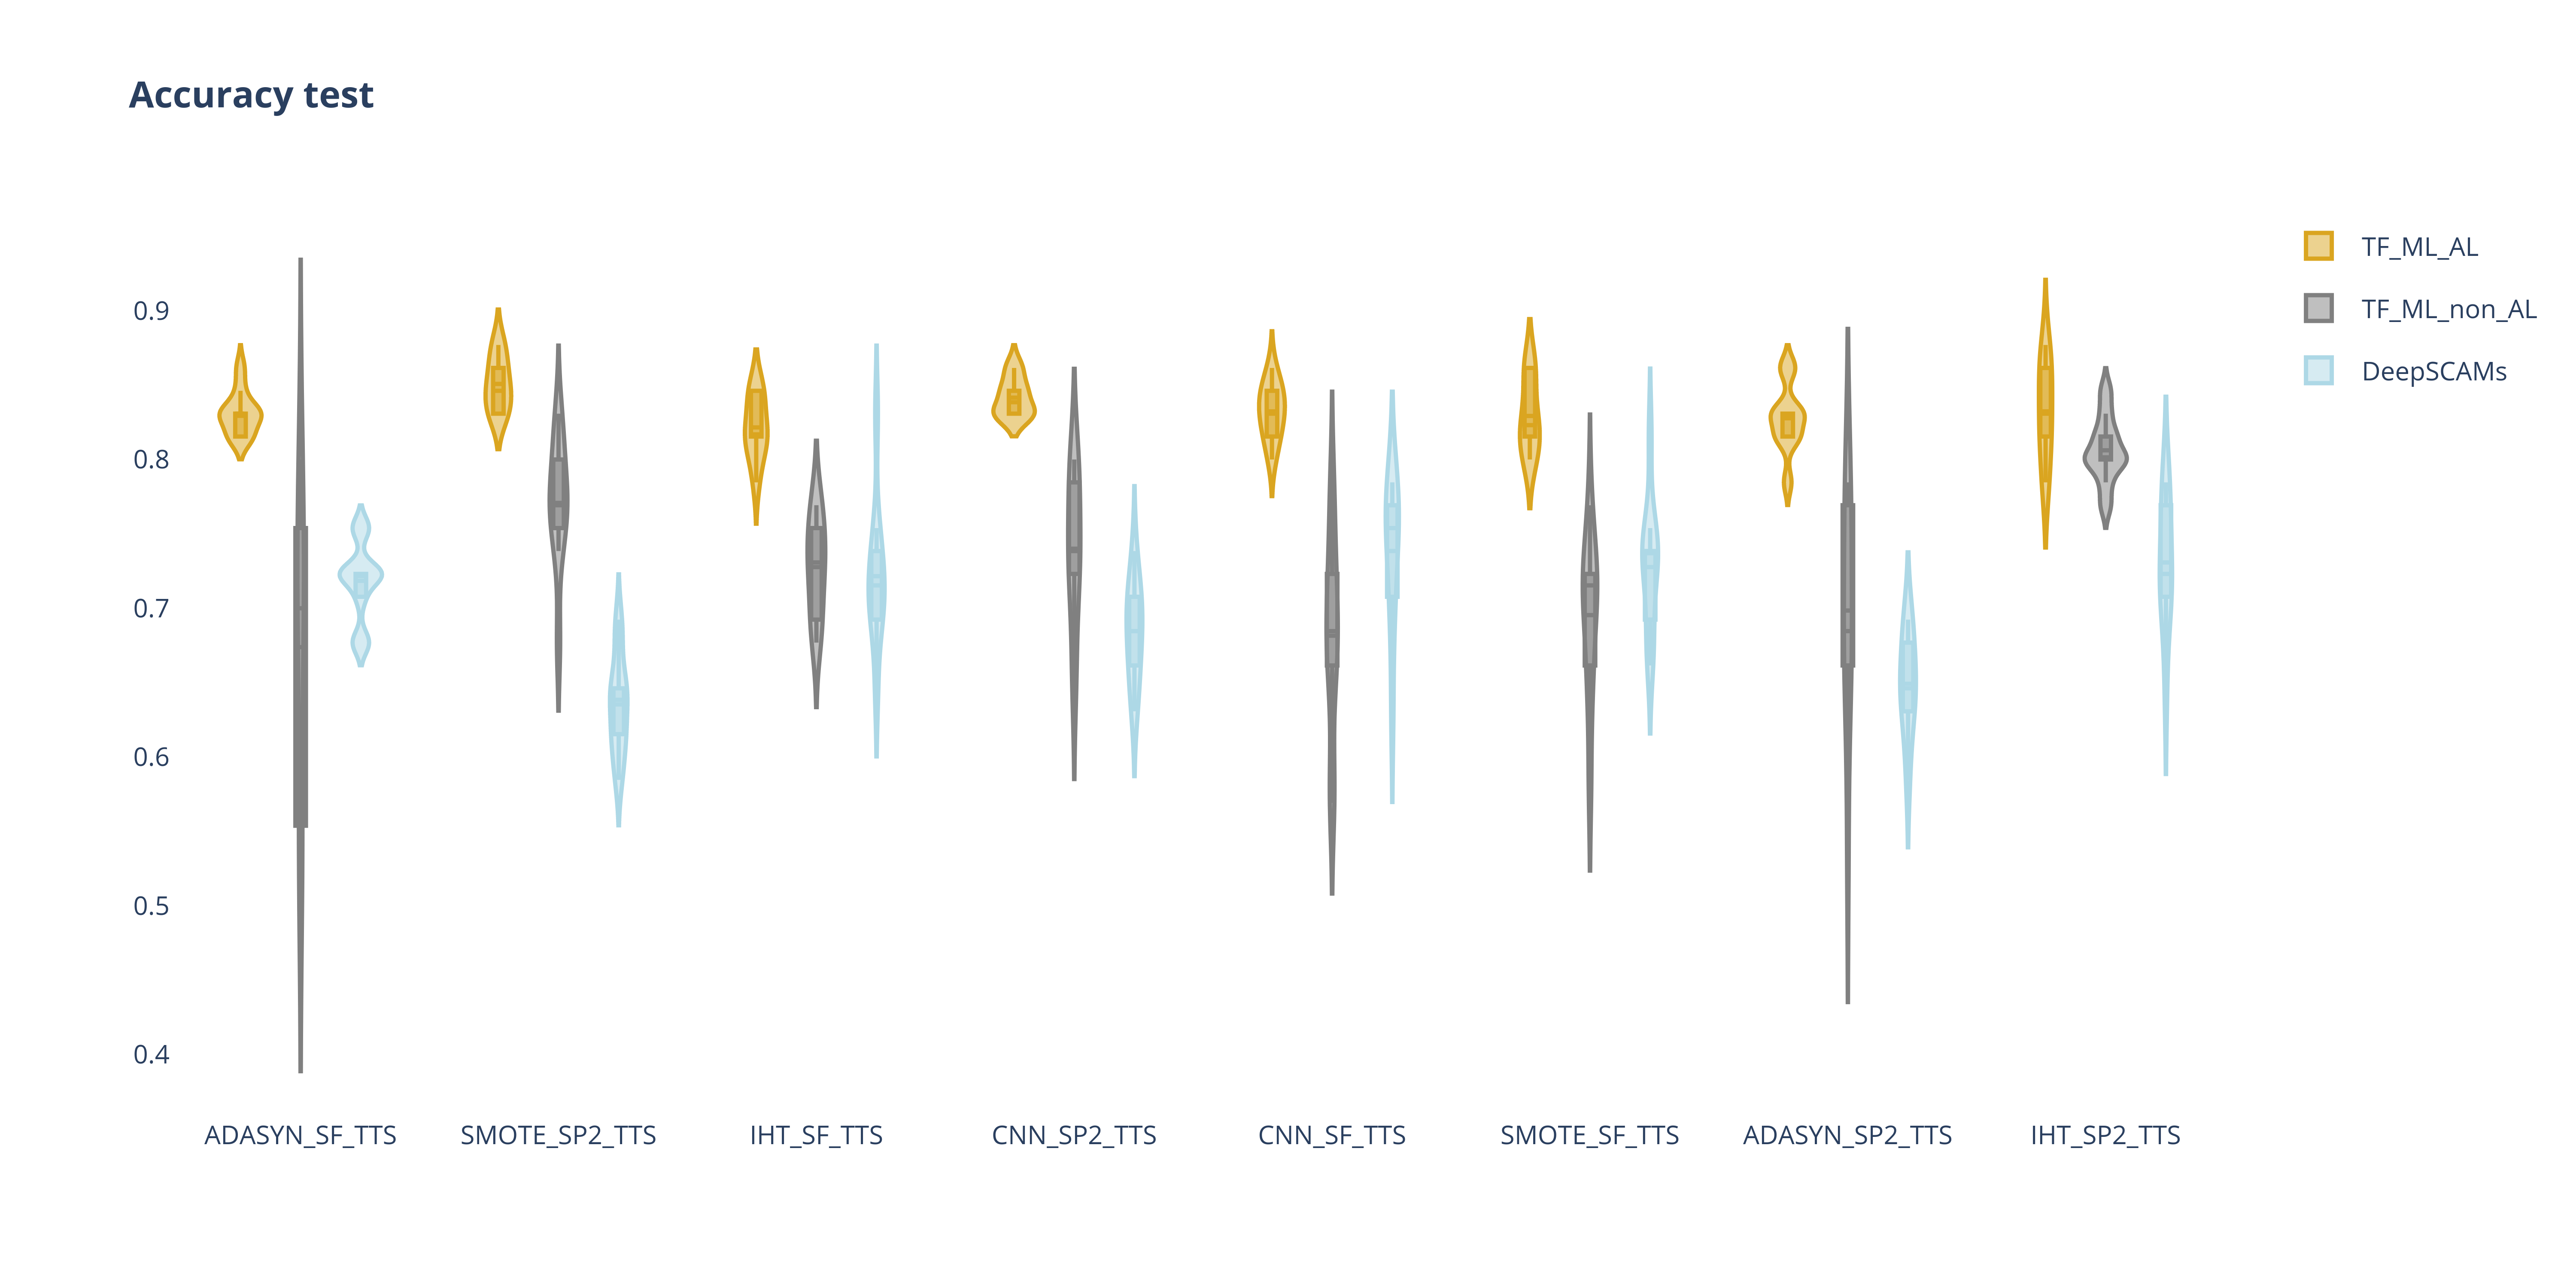 Accuracy test
TF_ML_AL
TF_ML_non_AL
DeepSCAMs
0.9
0.8
0.7
0.6
0.5
0.4
ADASYN_SF_TTS
SMOTE_SP2_TTS
IHT_SF_TTS
CNN_SP2_TTS
CNN_SF_TTS
SMOTE_SF_TTS
ADASYN_SP2_TTS
IHT_SP2_TTS